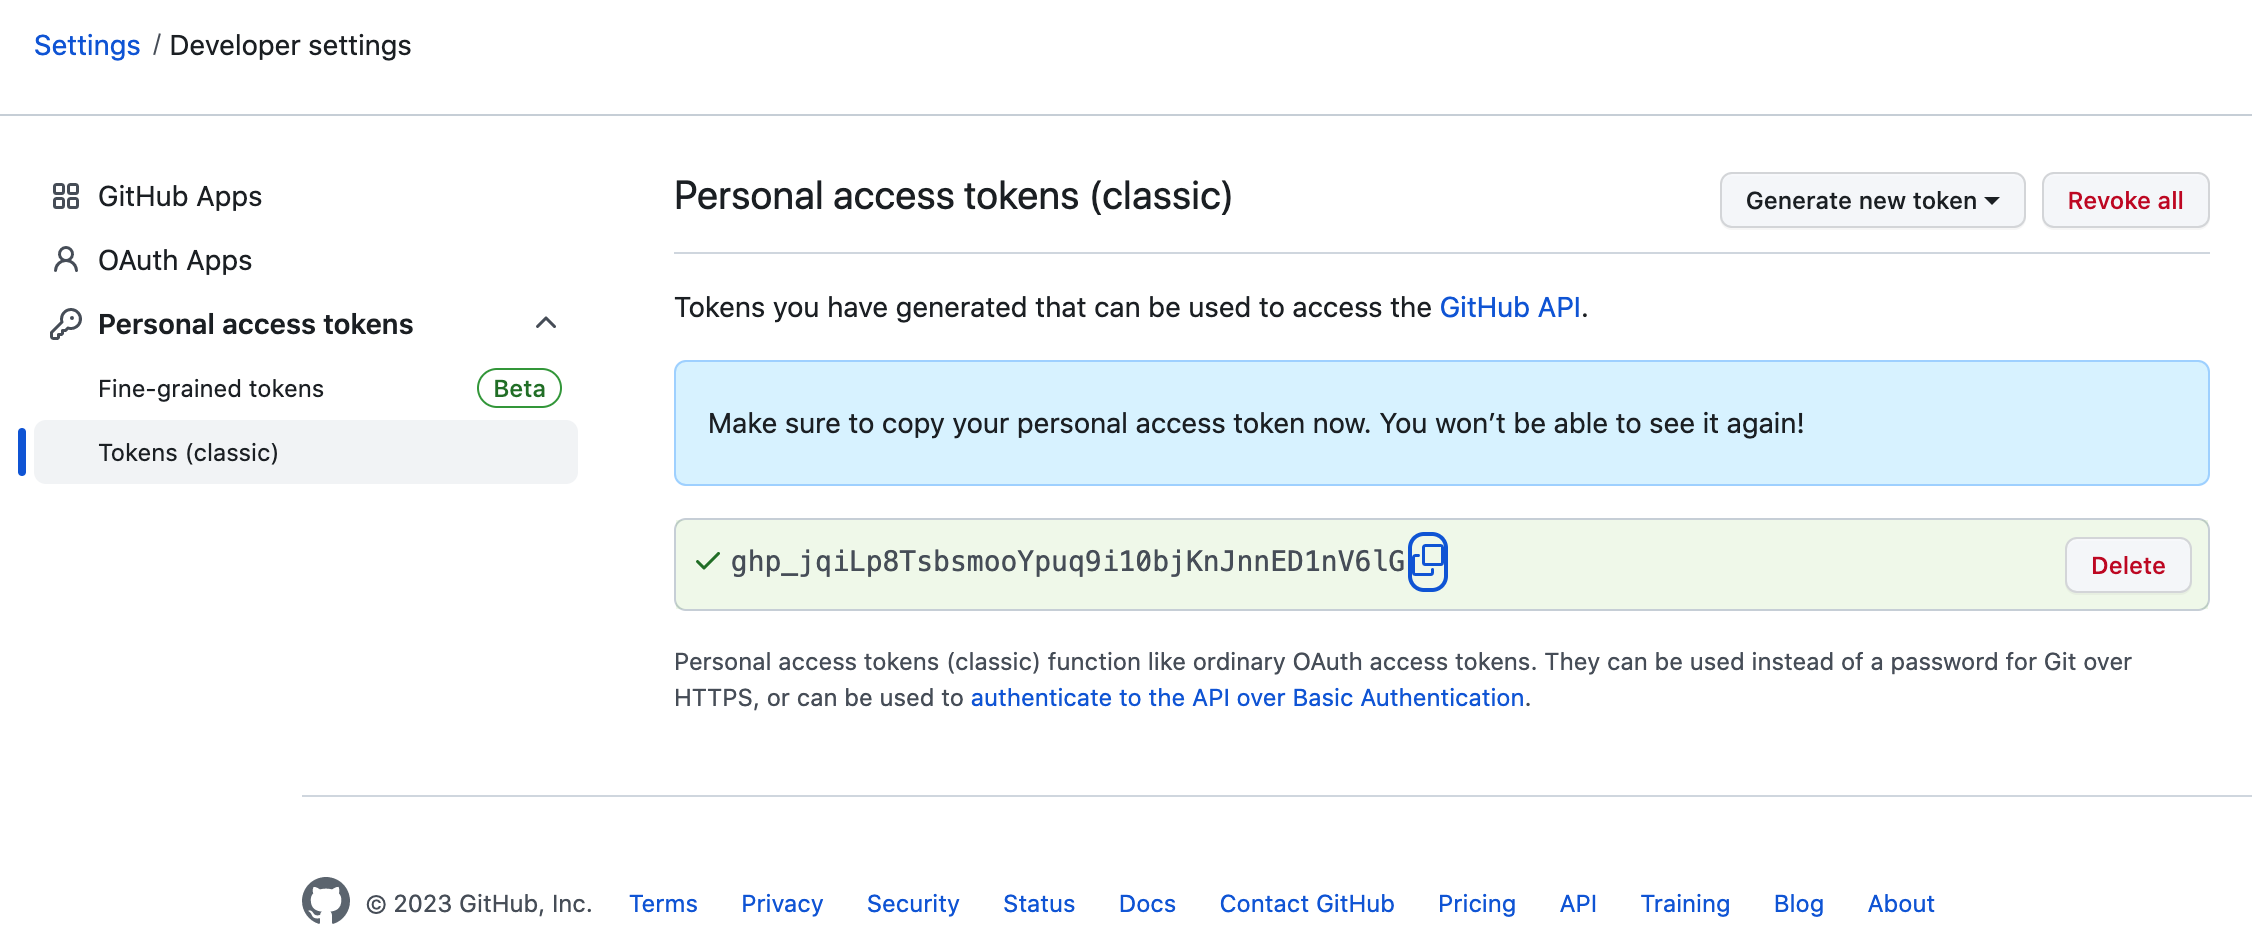 Settings / Developer settings
GitHub Apps
OAuth Apps
Personal access tokens
Fine-grained tokens Beta
Tokens (classic)
Personal access tokens (classic)
Generate new token Revoke all
Tokens you have generated that can be used to access the GitHub API.
Make sure to copy your personal access token now. You won’t be able to see it again!
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 Delete
Personal access tokens (classic) function like ordinary OAuth access tokens. They can be used instead of a password for Git over
HTTPS, or can be used to authenticate to the API over Basic Authentication.
© 2023 GitHub, Inc. Terms Privacy Security Status Docs Contact GitHub Pricing API Training Blog About